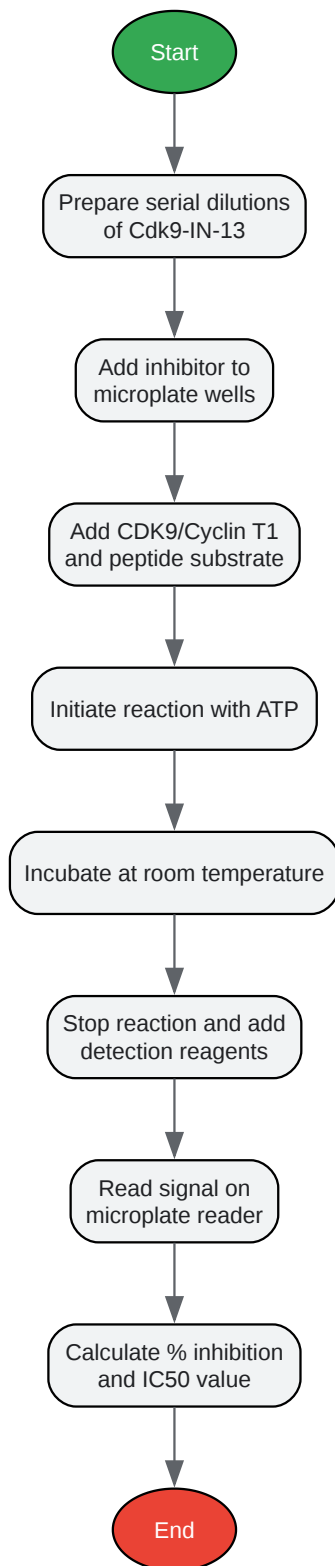 Start
Prepare serial dilutions
of Cdk9-IN-13
Add inhibitor to
microplate wells
Add CDK9/Cyclin T1
and peptide substrate
Initiate reaction with ATP
Incubate at room temperature
Stop reaction and add
detection reagents
Read signal on
microplate reader
Calculate % inhibition
and IC50 value
End